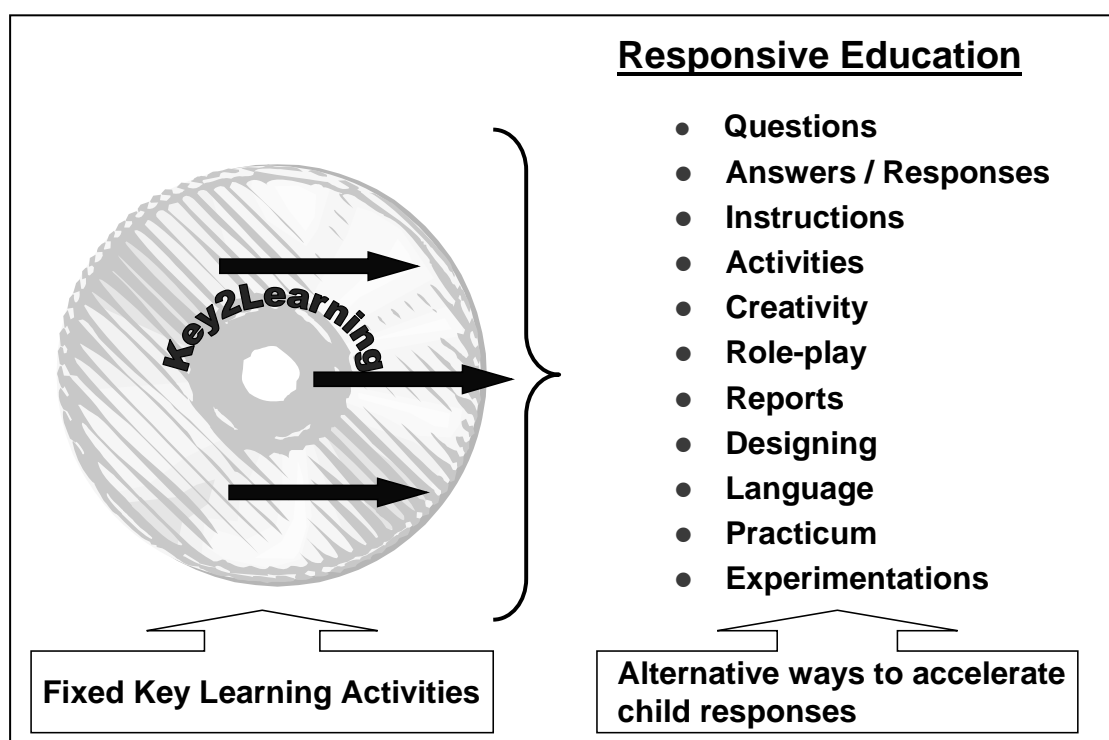 Responsive Education
● Questions
● Answers / Responses
● Instructions
● Activities
● Creativity
● Role-play
● Reports
● Designing
● Language
● Practicum
● Experimentations
Key2Learning
Fixed Key Learning Activities
Alternative ways to accelerate
child responses